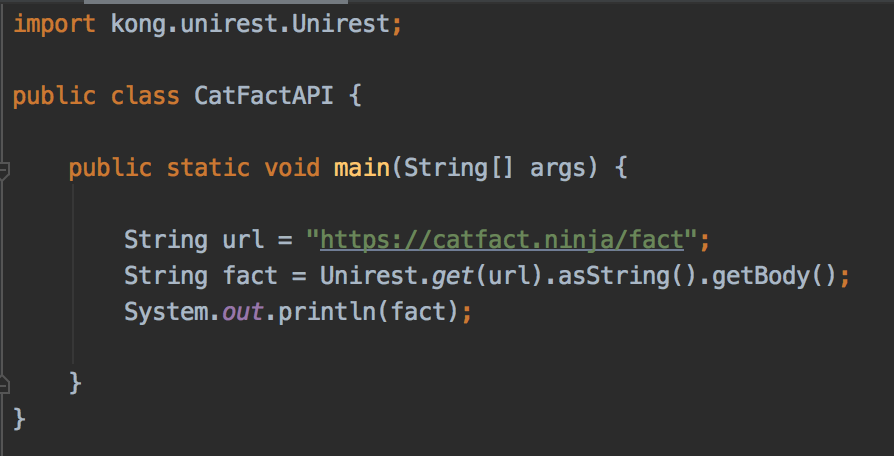 import kong.unirest.Unirest;
public class CatFactAPI {
public static void main(String[] args) {
String url = "https://catfact.ninja/fact";
String fact = Unirest.get(url).asString().getBody();
System.out.println(fact);
}
}